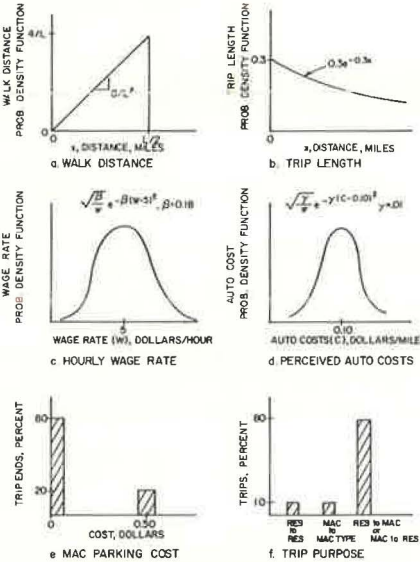 WALK DISTANCE
PROB. DENSITY FUNCTION
4/L
0
L/2
x, DISTANCE, MILES
a. WALK DISTANCE
TRIP LENGTH
PROB DENSITY FUNCTION
0.3
0.3e^-0.3x
0
x, DISTANCE, MILES
b. TRIP LENGTH
WAGE RATE
PROB. DENSITY FUNCTION
5
WAGE RATE (W), DOLLARS/HOUR
c HOURLY WAGE RATE
AUTO COST
PROB. DENSITY FUNCTION
0.10
AUTO COSTS (C), DOLLARS/MILE
d. PERCEIVED AUTO COSTS
TRIP ENDS, PERCENT
80
20
0
0.50
COST, DOLLARS
e MAC PARKING COST
TRIPS, PERCENT
80
10
RES to RES
MAC to MAC TYPE
RES to MAC or MAC to RES
f. TRIP PURPOSE